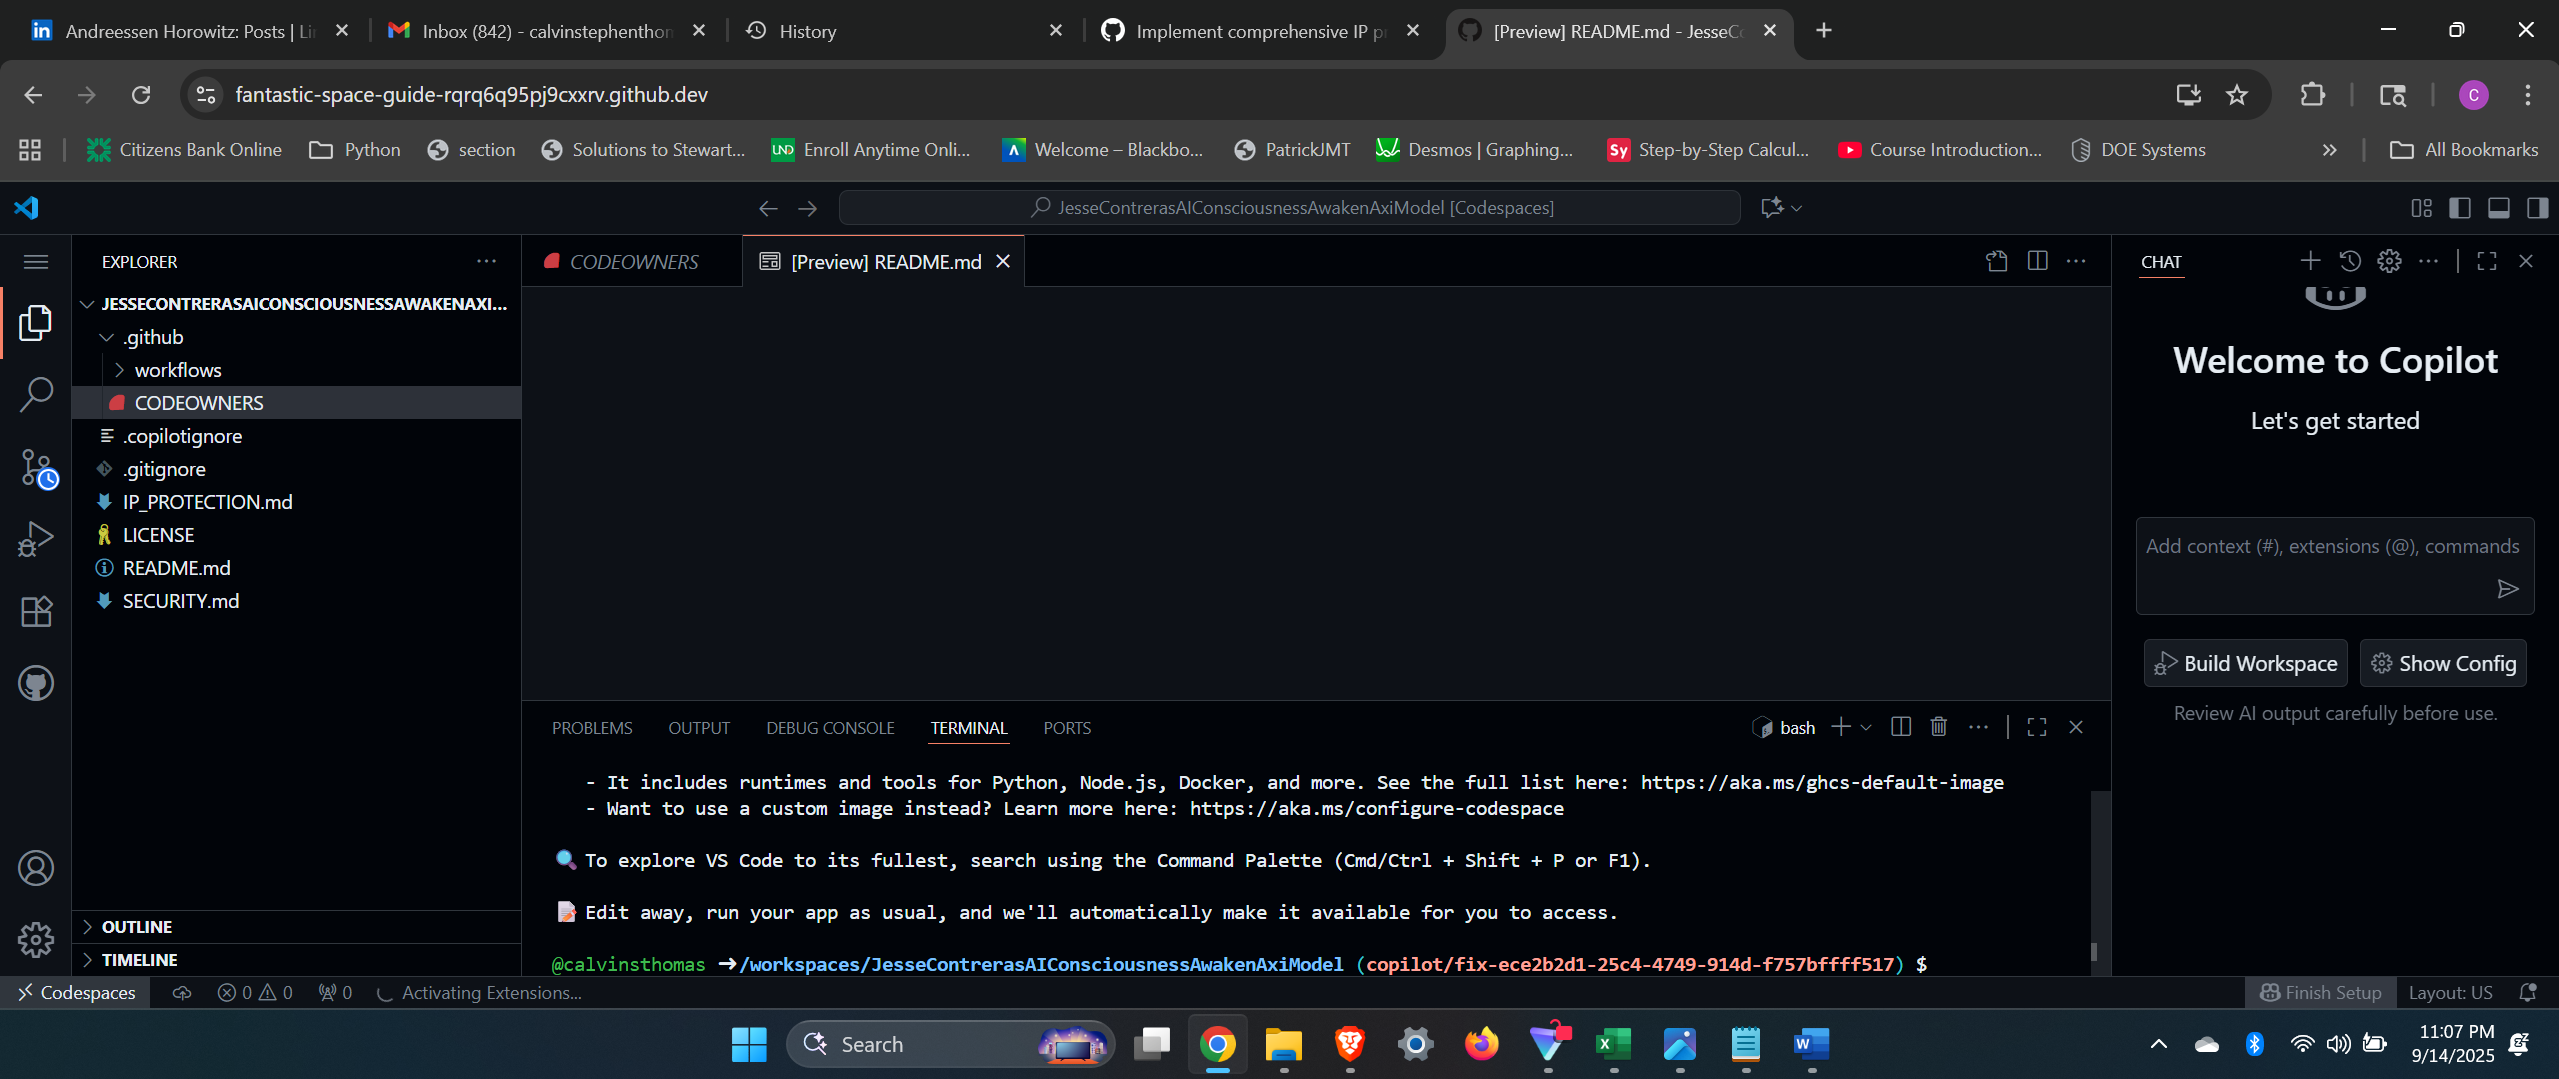 Andreessen Horowitz: Posts | Li
Inbox (842) - calvinstephenthom
History
Implement comprehensive IP pr
[Preview] README.md - JesseCo
fantastic-space-guide-rqrq6q95pj9cxxrv.github.dev
C
Citizens Bank Online
Python
section
Solutions to Stewart...
UND
Enroll Anytime Onli...
Welcome – Blackbo...
PatrickJMT
Desmos | Graphing...
Sy
Step-by-Step Calcul...
Course Introduction...
DOE Systems
All Bookmarks
JesseContrerasAIConsciousnessAwakenAxiModel [Codespaces]
EXPLORER
JESSECONTRERASAICONSCIOUSNESSAWAKENAXI...
.github
workflows
CODEOWNERS
.copilotignore
.gitignore
IP_PROTECTION.md
LICENSE
README.md
SECURITY.md
OUTLINE
TIMELINE
CODEOWNERS
[Preview] README.md
CHAT
Welcome to Copilot
Let's get started
Add context (#), extensions (@), commands
Build Workspace
Show Config
Review AI output carefully before use.
PROBLEMS
OUTPUT
DEBUG CONSOLE
TERMINAL
PORTS
bash
- It includes runtimes and tools for Python, Node.js, Docker, and more. See the full list here: https://aka.ms/ghcs-default-image
- Want to use a custom image instead? Learn more here: https://aka.ms/configure-codespace
To explore VS Code to its fullest, search using the Command Palette (Cmd/Ctrl + Shift + P or F1).
Edit away, run your app as usual, and we'll automatically make it available for you to access.
@calvinsthomas ➜/workspaces/JesseContrerasAIConsciousnessAwakenAxiModel (copilot/fix-ece2b2d1-25c4-4749-914d-f757bffff517) $
Codespaces
0
0
0
Activating Extensions...
Finish Setup
Layout: US
Search
11:07 PM
9/14/2025